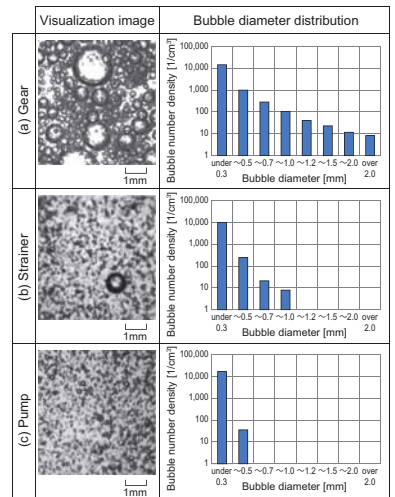 Visualization image
Bubble diameter distribution
(a) Gear
1mm
Bubble number density [1/cm³]
100,000
10,000
1,000
100
10
1
under 0.3
~0.5
~0.7
~1.0
~1.2
~1.5
~2.0
over 2.0
Bubble diameter [mm]
(b) Strainer
1mm
Bubble number density [1/cm³]
100,000
10,000
1,000
100
10
1
under 0.3
~0.5
~0.7
~1.0
~1.2
~1.5
~2.0
over 2.0
Bubble diameter [mm]
(c) Pump
1mm
Bubble number density [1/cm³]
100,000
10,000
1,000
100
10
1
under 0.3
~0.5
~0.7
~1.0
~1.2
~1.5
~2.0
over 2.0
Bubble diameter [mm]